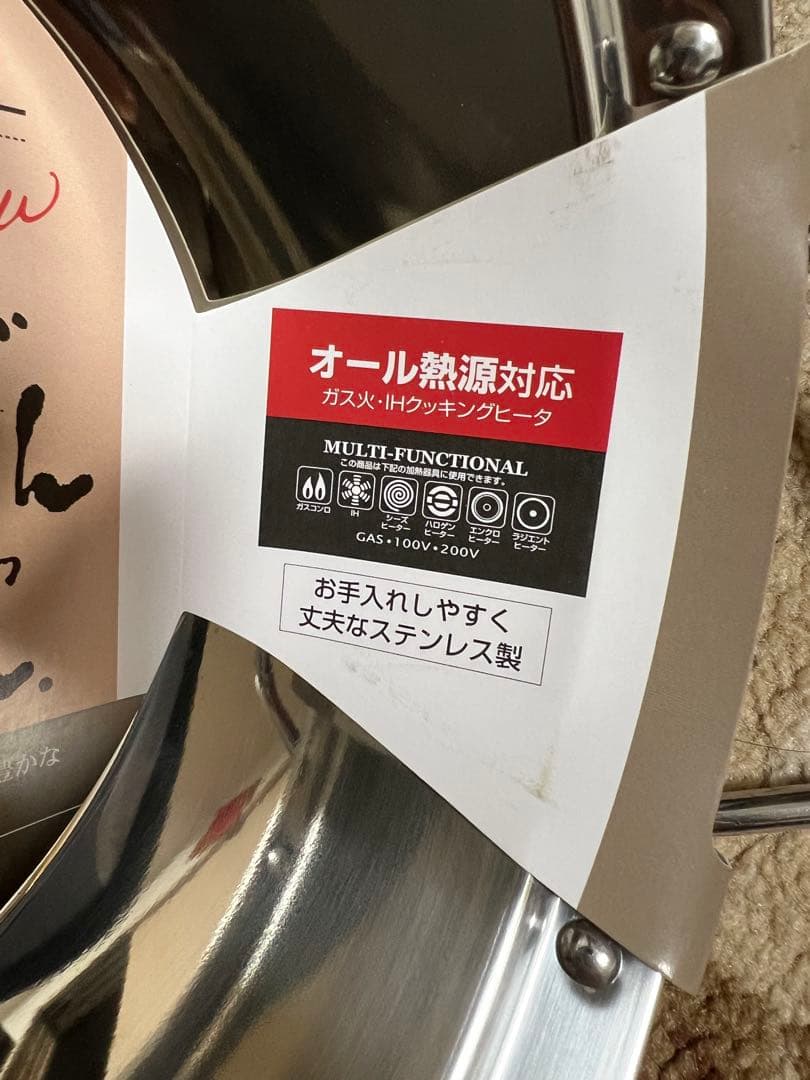 オール熱源対応
ガス火・IHクッキングヒータ
MULTI-FUNCTIONAL
この商品は下記の加熱器具に使用できます。
ガスコンロ
IH
シーズ
ヒーター
ハロゲン
ヒーター
エンクロ
ヒーター
ラジエント
ヒーター
GAS・100V・200V
お手入れしやすく
丈夫なステンレス製
ん
豊かな